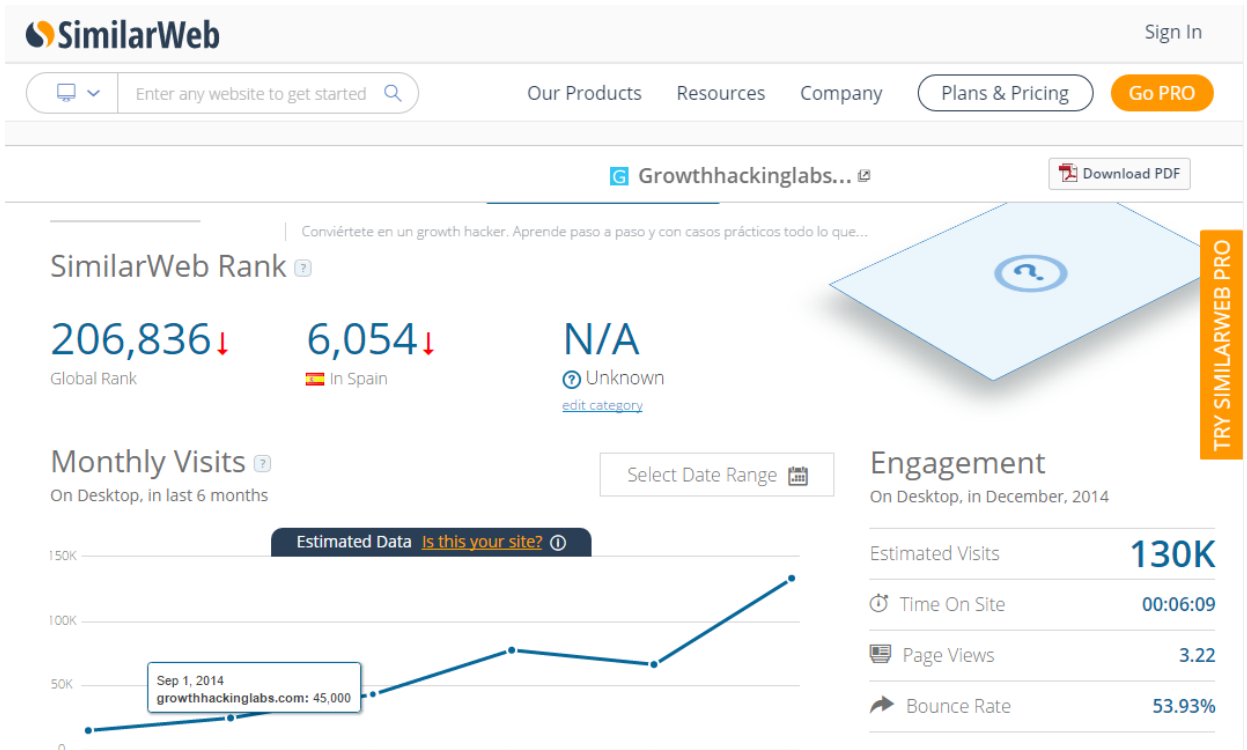 SimilarWeb
Sign In
Enter any website to get started
Our Products
Resources
Company
Plans & Pricing
Go PRO
G Growthhackinglabs...
Download PDF
Conviértete en un growth hacker. Aprende paso a paso y con casos prácticos todo lo que...
SimilarWeb Rank ?
206,836↓
6,054↓
N/A
Global Rank
In Spain
? Unknown
edit category
?
TRY SIMILARWEB PRO
Monthly Visits ?
On Desktop, in last 6 months
Select Date Range
Estimated Data Is this your site?
150K
100K
50K
0
Sep 1, 2014
growthhackinglabs.com: 45,000
Engagement
On Desktop, in December, 2014
Estimated Visits 130K
Time On Site 00:06:09
Page Views 3.22
Bounce Rate 53.93%